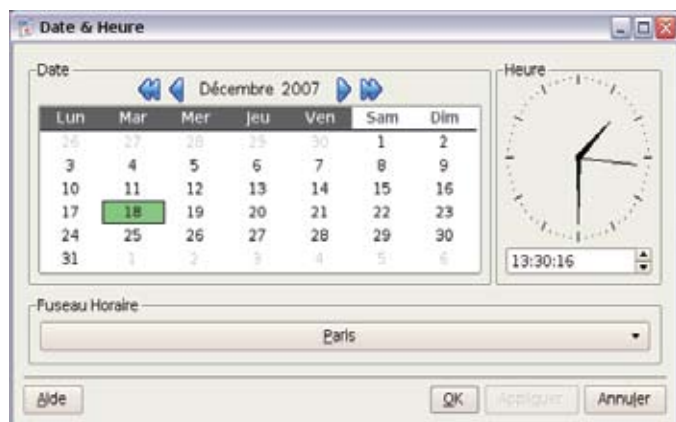 Date & Heure
Date
Heure
Décembre 2007
Lun Mar Mer Jeu Ven Sam Dim
26 27 28 29 30 1 2
3 4 5 6 7 8 9
10 11 12 13 14 15 16
17 18 19 20 21 22 23
24 25 26 27 28 29 30
31 1 2 3 4 5 6
13:30:16
Fuseau Horaire
Paris
Aide
OK
Appliquer
Annuler